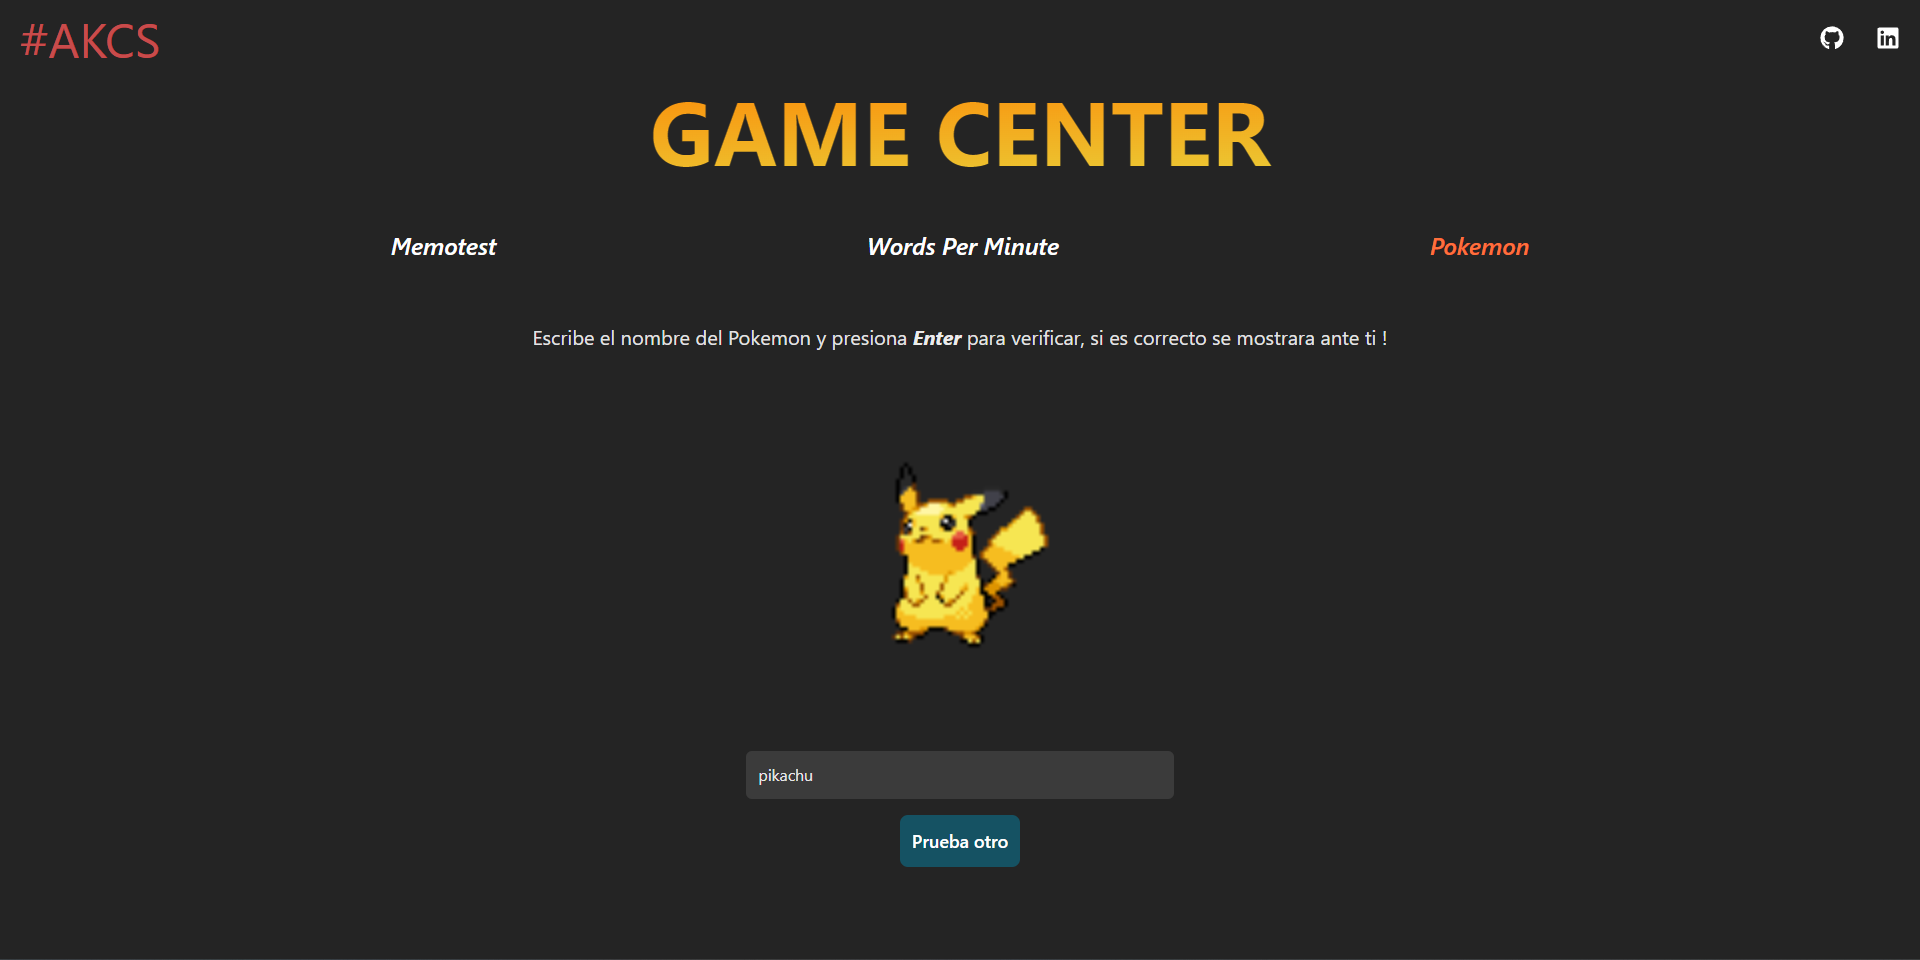 #AKCS
GAME CENTER
Memotest
Words Per Minute
Pokemon
Escribe el nombre del Pokemon y presiona Enter para verificar, si es correcto se mostrara ante ti !
pikachu
Prueba otro